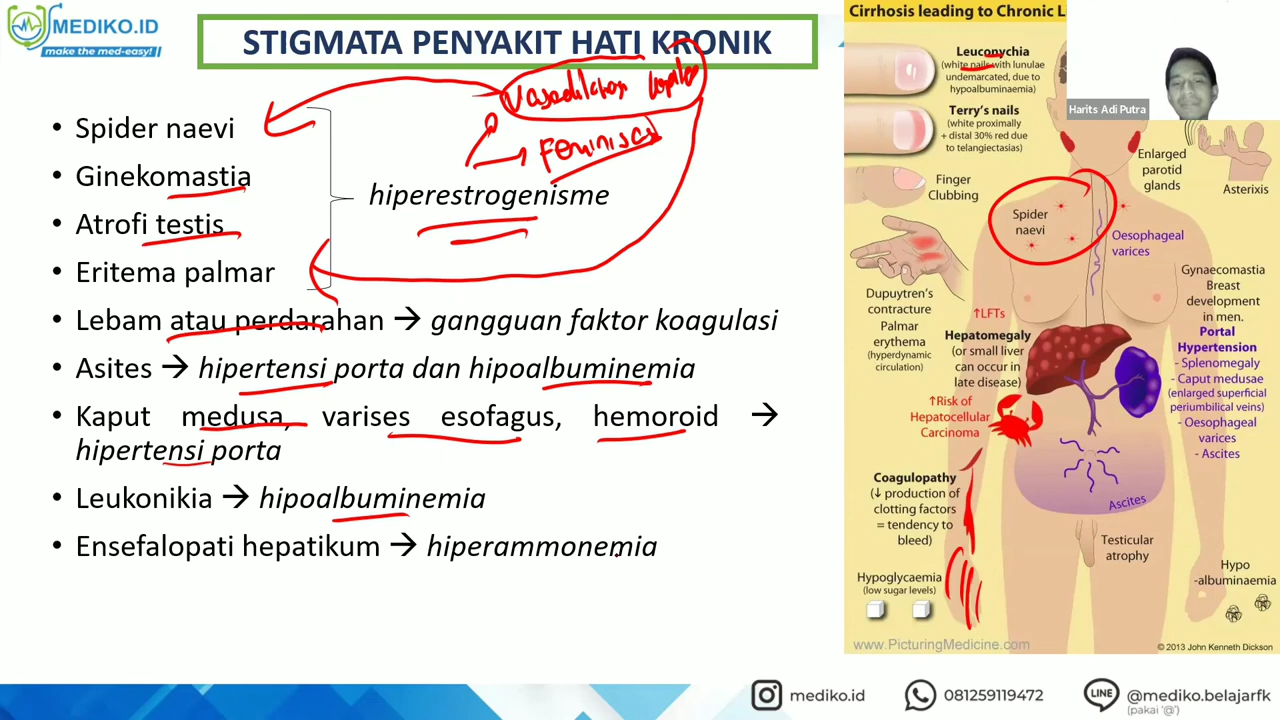 MEDIKO.ID
make the med-easy!
STIGMATA PENYAKIT HATI KRONIK
• Spider naevi
• Ginekomastia
• Atrofi testis
• Eritema palmar
hiperestrogenisme
Feminisasi
• Lebam atau perdarahan → gangguan faktor koagulasi
• Asites → hipertensi porta dan hipoalbuminemia
• Kaput medusa, varises esofagus, hemoroid →
hipertensi porta
• Leukonikia → hipoalbuminemia
• Ensefalopati hepatikum → hiperammonemia
Cirrhosis leading to Chronic L
Leuconychia
(white nails with lunulae
undemarcated, due to
hypoalbuminaemia)
Terry's nails
(white proximally
+ distal 30% red due
to telangiectasis)
Finger
Clubbing
Dupuytren's
contracture
Palmar
erythema
(hyperdynamic
circulation)
Harits Adi Putra
Enlarged
parotid
glands
Asterixis
Spider
naevi
Oesophageal
varices
Gynaecomastia
Breast
development
in men.
↑LFTs
Hepatomegaly
(or small liver
can occur in
late disease)
↑Risk of
Hepatocellular
Carcinoma
Portal
Hypertension
- Splenomegaly
- Caput medusae
(enlarged superficial
periumbilical veins)
- Oesophageal
varices
- Ascites
Coagulopathy
(↓ production of
clotting factors
= tendency to
bleed)
Ascites
Testicular
atrophy
Hypoglycaemia
(low sugar levels)
Hypo
-albuminaemia
www.PicturingMedicine.com
© 2013 John Kenneth Dickson
mediko.id
081259119472
LINE
@mediko.belajarfk
(pakai '@')